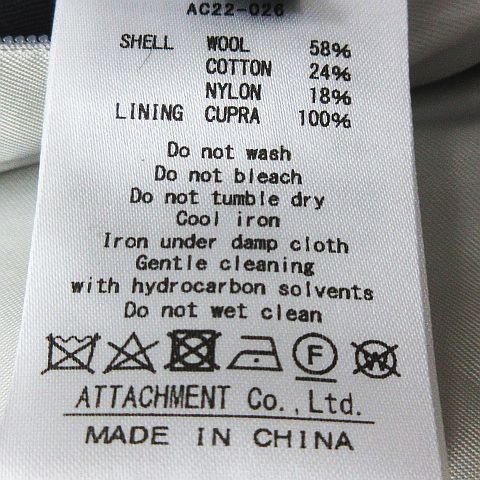 AC22-026
SHELL WOOL 58%
COTTON 24%
NYLON 18%
LINING CUPRA 100%
Do not wash
Do not bleach
Do not tumble dry
Cool iron
Iron under damp cloth
Gentle cleaning
with hydrocarbon solvents
Do not wet clean
F W
ATTACHMENT Co.,Ltd.
MADE IN CHINA